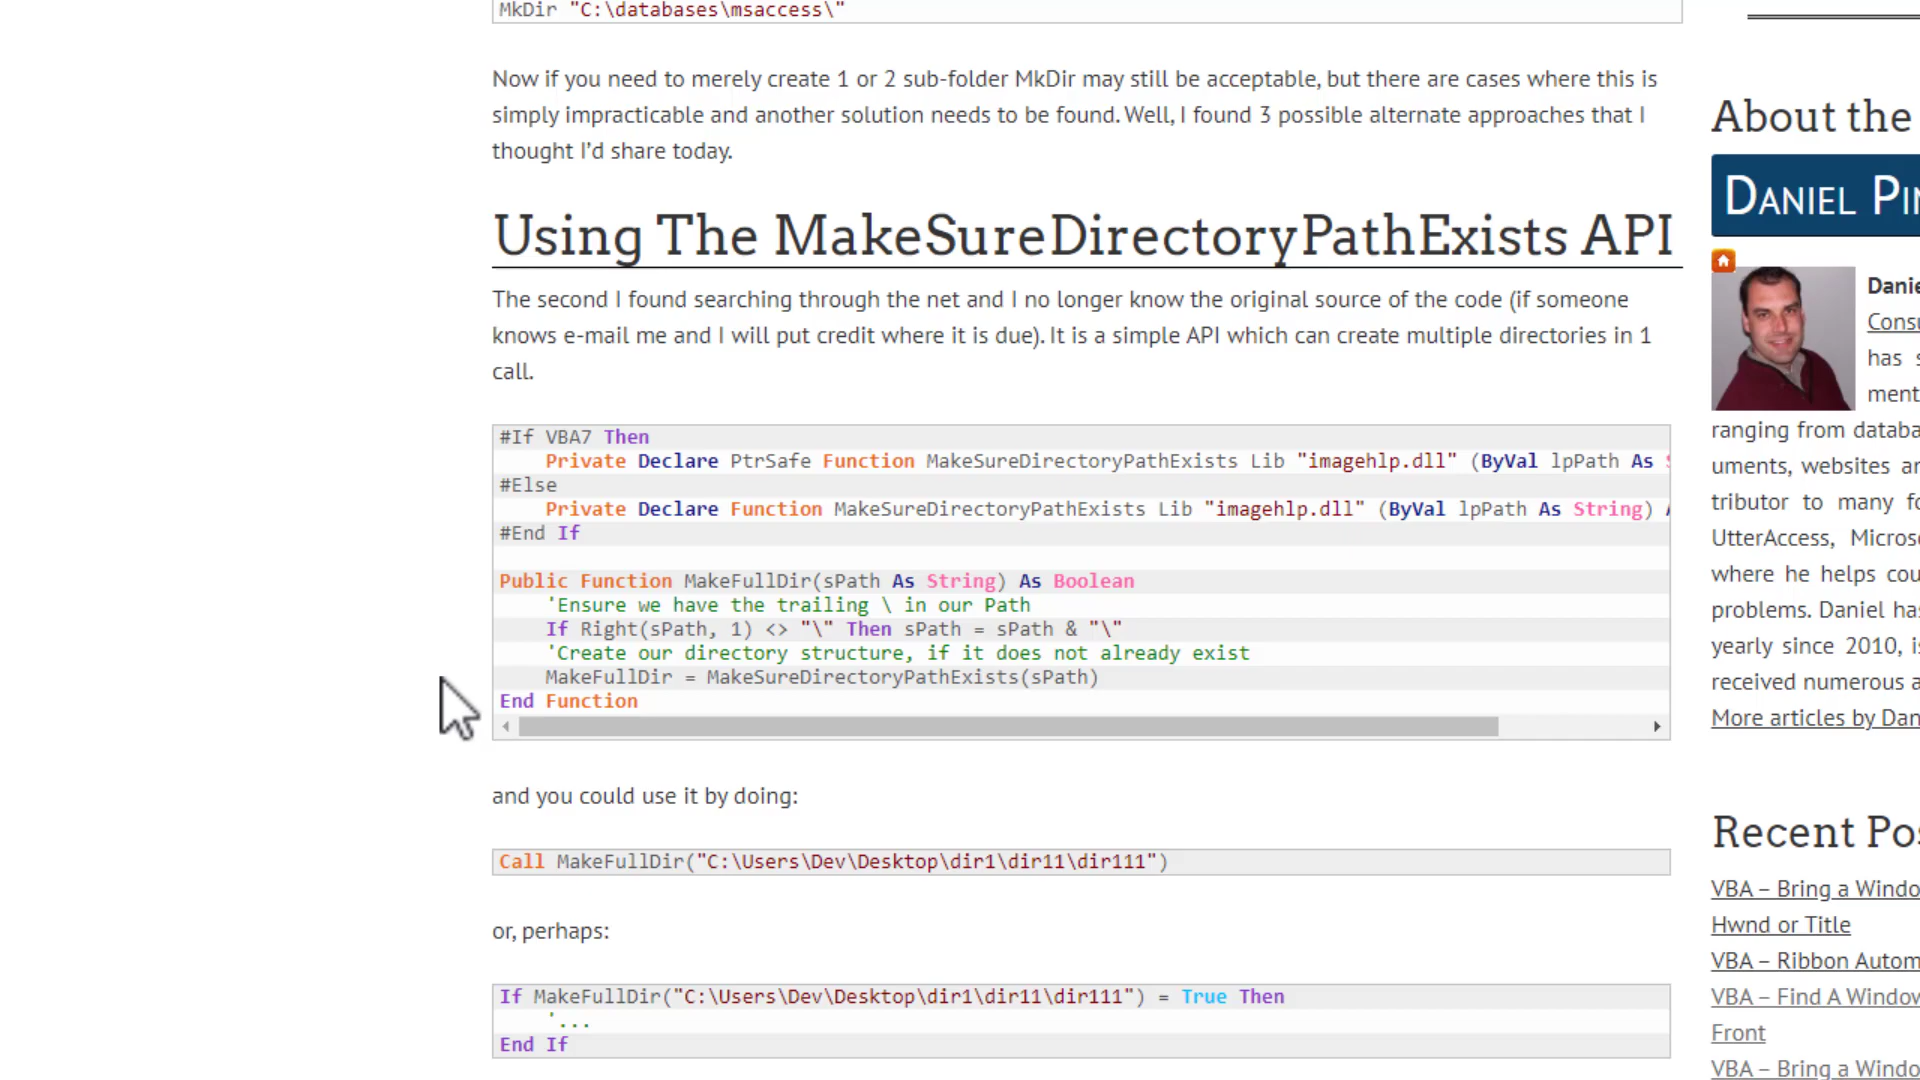 MkDir "C:\databases\msaccess\"
Now if you need to merely create 1 or 2 sub-folder MkDir may still be acceptable, but there are cases where this is
simply impracticable and another solution needs to be found. Well, I found 3 possible alternate approaches that I
thought I'd share today.
Using The MakeSureDirectoryPathExists API
The second I found searching through the net and I no longer know the original source of the code (if someone
knows e-mail me and I will put credit where it is due). It is a simple API which can create multiple directories in 1
call.
#If VBA7 Then
Private Declare PtrSafe Function MakeSureDirectoryPathExists Lib "imagehlp.dll" (ByVal lpPath As
#Else
Private Declare Function MakeSureDirectoryPathExists Lib "imagehlp.dll" (ByVal lpPath As String)
#End If
Public Function MakeFullDir(sPath As String) As Boolean
'Ensure we have the trailing \ in our Path
If Right(sPath, 1) <> "\" Then sPath = sPath & "\"
'Create our directory structure, if it does not already exist
MakeFullDir = MakeSureDirectoryPathExists(sPath)
End Function
and you could use it by doing:
Call MakeFullDir("C:\Users\Dev\Desktop\dir1\dir11\dir111")
or, perhaps:
If MakeFullDir("C:\Users\Dev\Desktop\dir1\dir11\dir111") = True Then
'...
End If
About the
DANIEL
Consu
has
ment
ranging from databa
uments, websites
tributor to many
UtterAccess, Micros
where he helps cou
problems. Daniel has
yearly since 2010,
received numerous
More articles by Dan
Recent Pos
VBA – Bring a Windo
Hwnd or Title
VBA – Ribbon Autom
VBA – Find A Window
Front
VBA – Bring a Windo